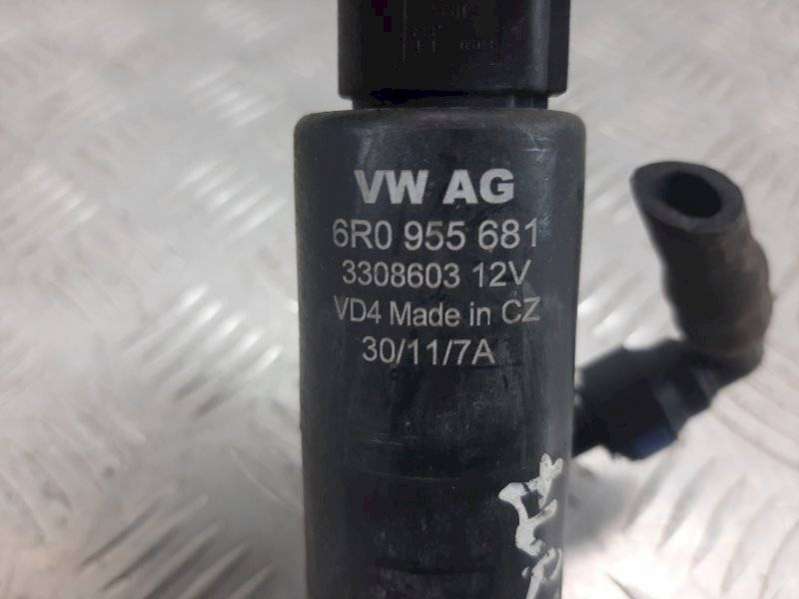 VW AG
6R0 955 681
3308603 12V
VD4 Made in CZ
30/11/7A